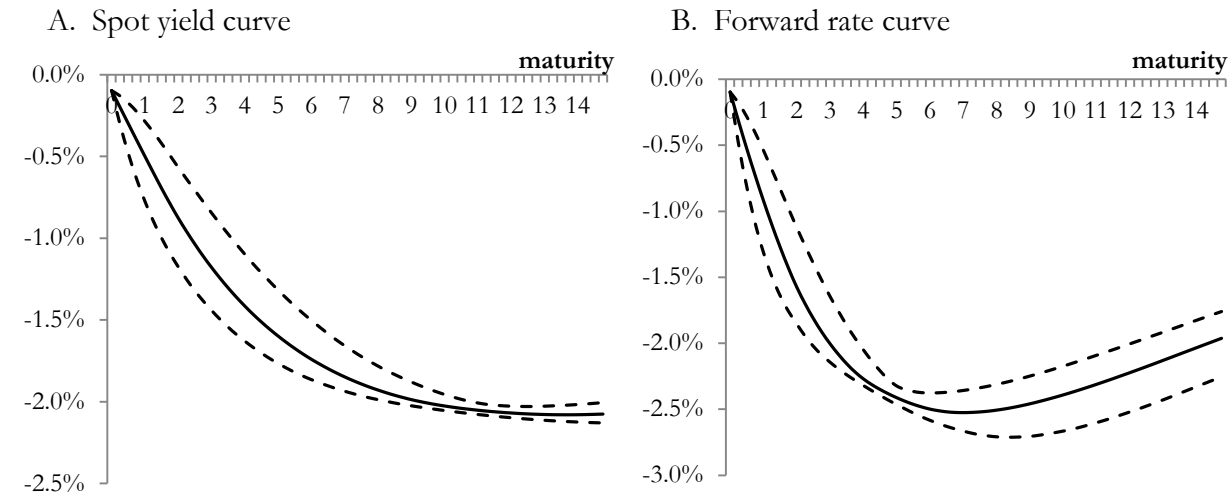 A. Spot yield curve
maturity
0.0%
0 1 2 3 4 5 6 7 8 9 10 11 12 13 14
-0.5%
-1.0%
-1.5%
-2.0%
-2.5%
B. Forward rate curve
maturity
0.0%
0 1 2 3 4 5 6 7 8 9 10 11 12 13 14
-0.5%
-1.0%
-1.5%
-2.0%
-2.5%
-3.0%